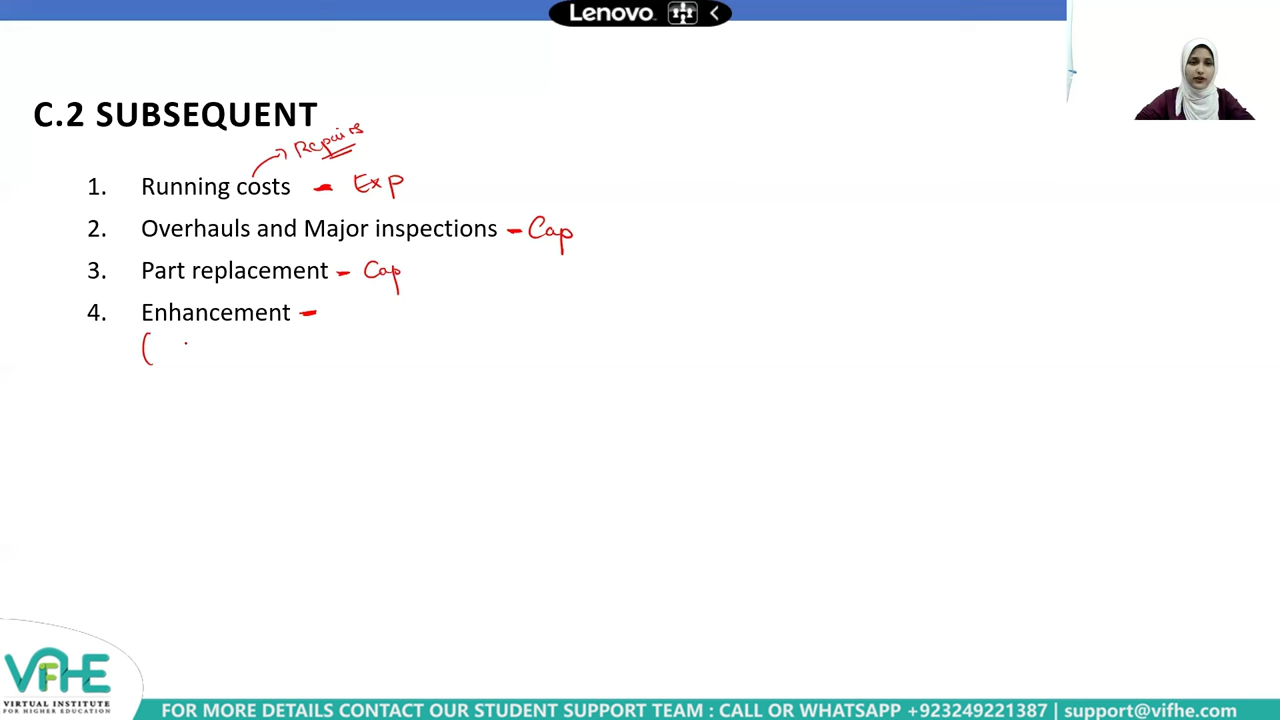 Lenovo
C.2 SUBSEQUENT
Repairs
1. Running costs - Exp
2. Overhauls and Major inspections - Cap
3. Part replacement - Cap
4. Enhancement -
(
VFHE
VIRTUAL INSTITUTE
FOR HIGHER EDUCATION
FOR MORE DETAILS CONTACT OUR STUDENT SUPPORT TEAM : CALL OR WHATSAPP +923249221387 | support@vifhe.com